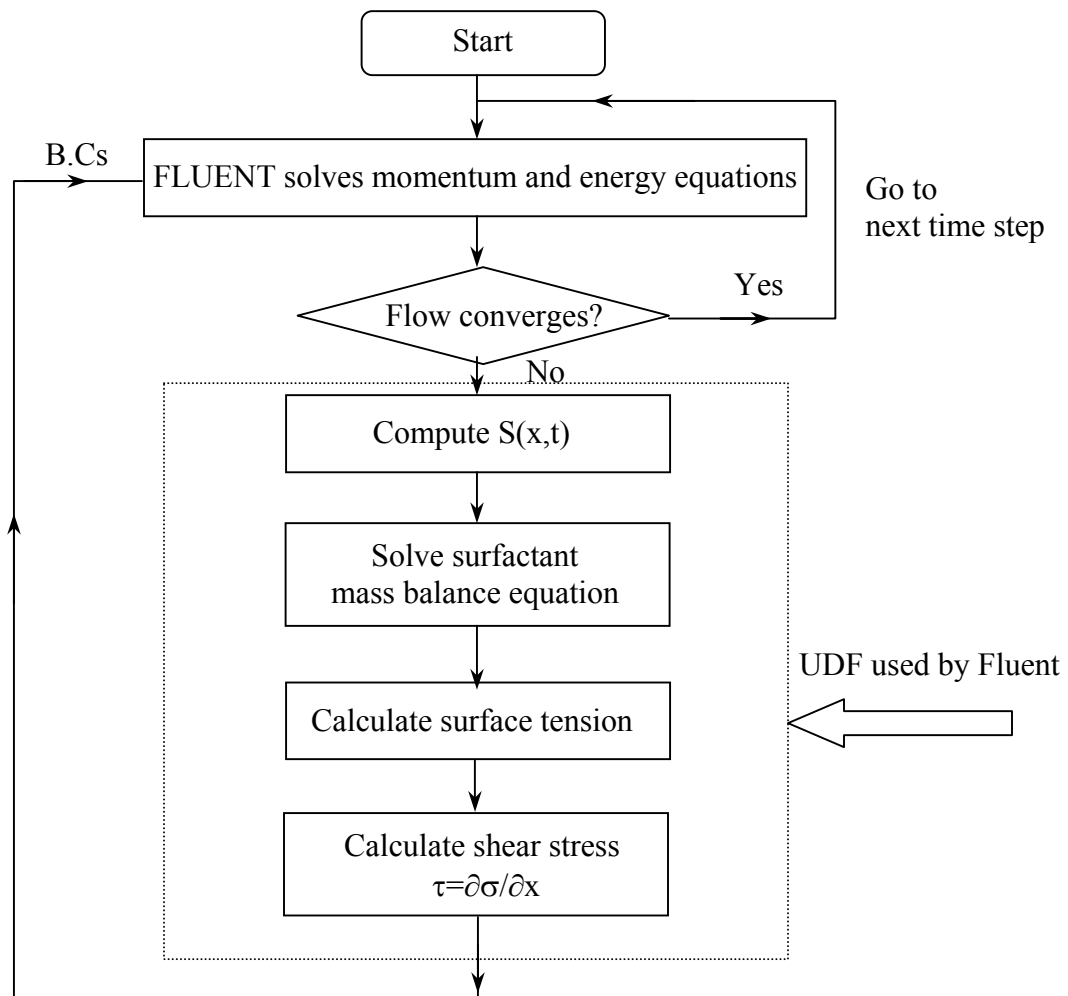 Start
B.Cs
FLUENT solves momentum and energy equations
Go to
next time step
Flow converges?
Yes
No
Compute S(x,t)
Solve surfactant
mass balance equation
UDF used by Fluent
Calculate surface tension
Calculate shear stress
τ=∂σ/∂x